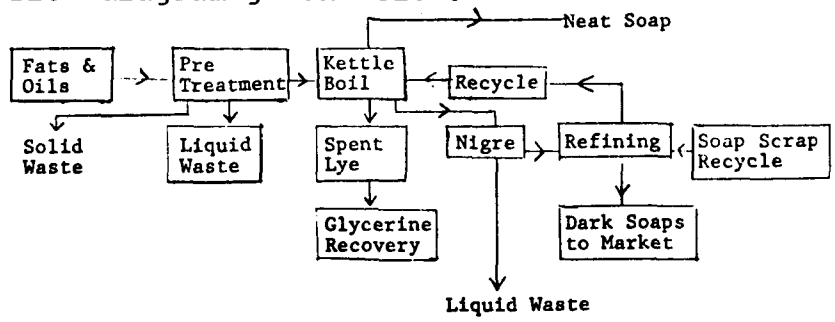 Neat Soap
Fats &
Oils
Pre
Treatment
Kettle
Boil
Recycle
Solid
Waste
Liquid
Waste
Spent
Lye
Nigre
Refining
Soap Scrap
Recycle
Glycerine
Recovery
Dark Soaps
to Market
Liquid Waste